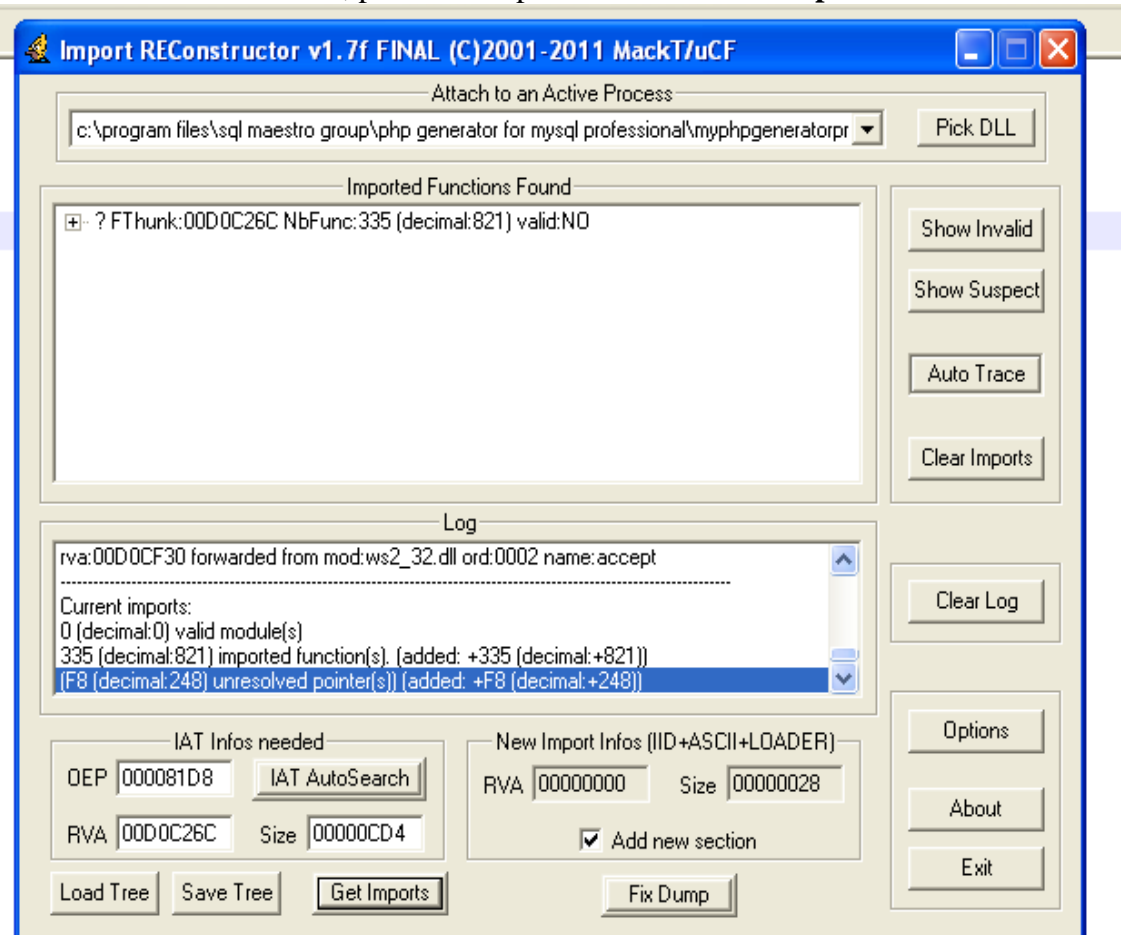 Import REConstructor v1.7f FINAL (C)2001-2011 MackT/uCF
Attach to an Active Process
c:\program files\sql maestro group\php generator for mysql professional\myphpgeneratorpr
Pick DLL
Imported Functions Found
? FThunk:00D0C26C NbFunc:335 (decimal:821) valid:NO
Show Invalid
Show Suspect
Auto Trace
Clear Imports
Log
rva:00D0CF30 forwarded from mod:ws2_32.dll ord:0002 name:accept
Current imports:
0 (decimal:0) valid module(s)
335 (decimal:821) imported function(s). (added: +335 (decimal:+821))
(F8 (decimal:248) unresolved pointer(s)) (added: +F8 (decimal:+248))
Clear Log
IAT Infos needed
OEP 000081D8 IAT AutoSearch
RVA 00D0C26C Size 00000CD4
New Import Infos (IID+ASCII+LOADER)
RVA 00000000 Size 00000028
Add new section
Options
About
Exit
Load Tree Save Tree Get Imports Fix Dump